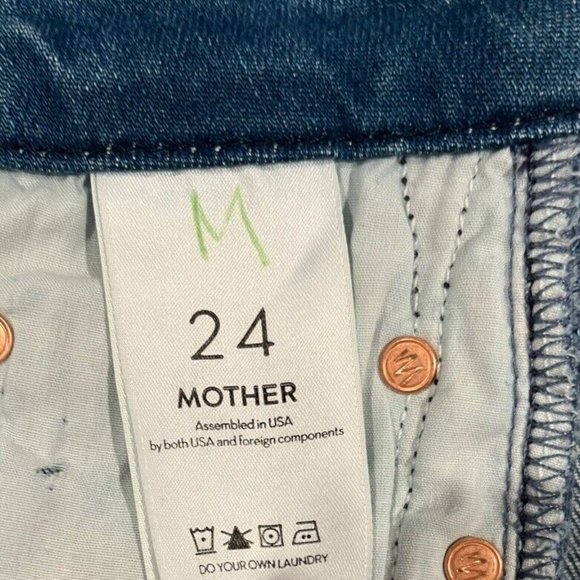 M
24
MOTHER
Assembled in USA
by both USA and foreign components
DO YOUR OWN LAUNDRY